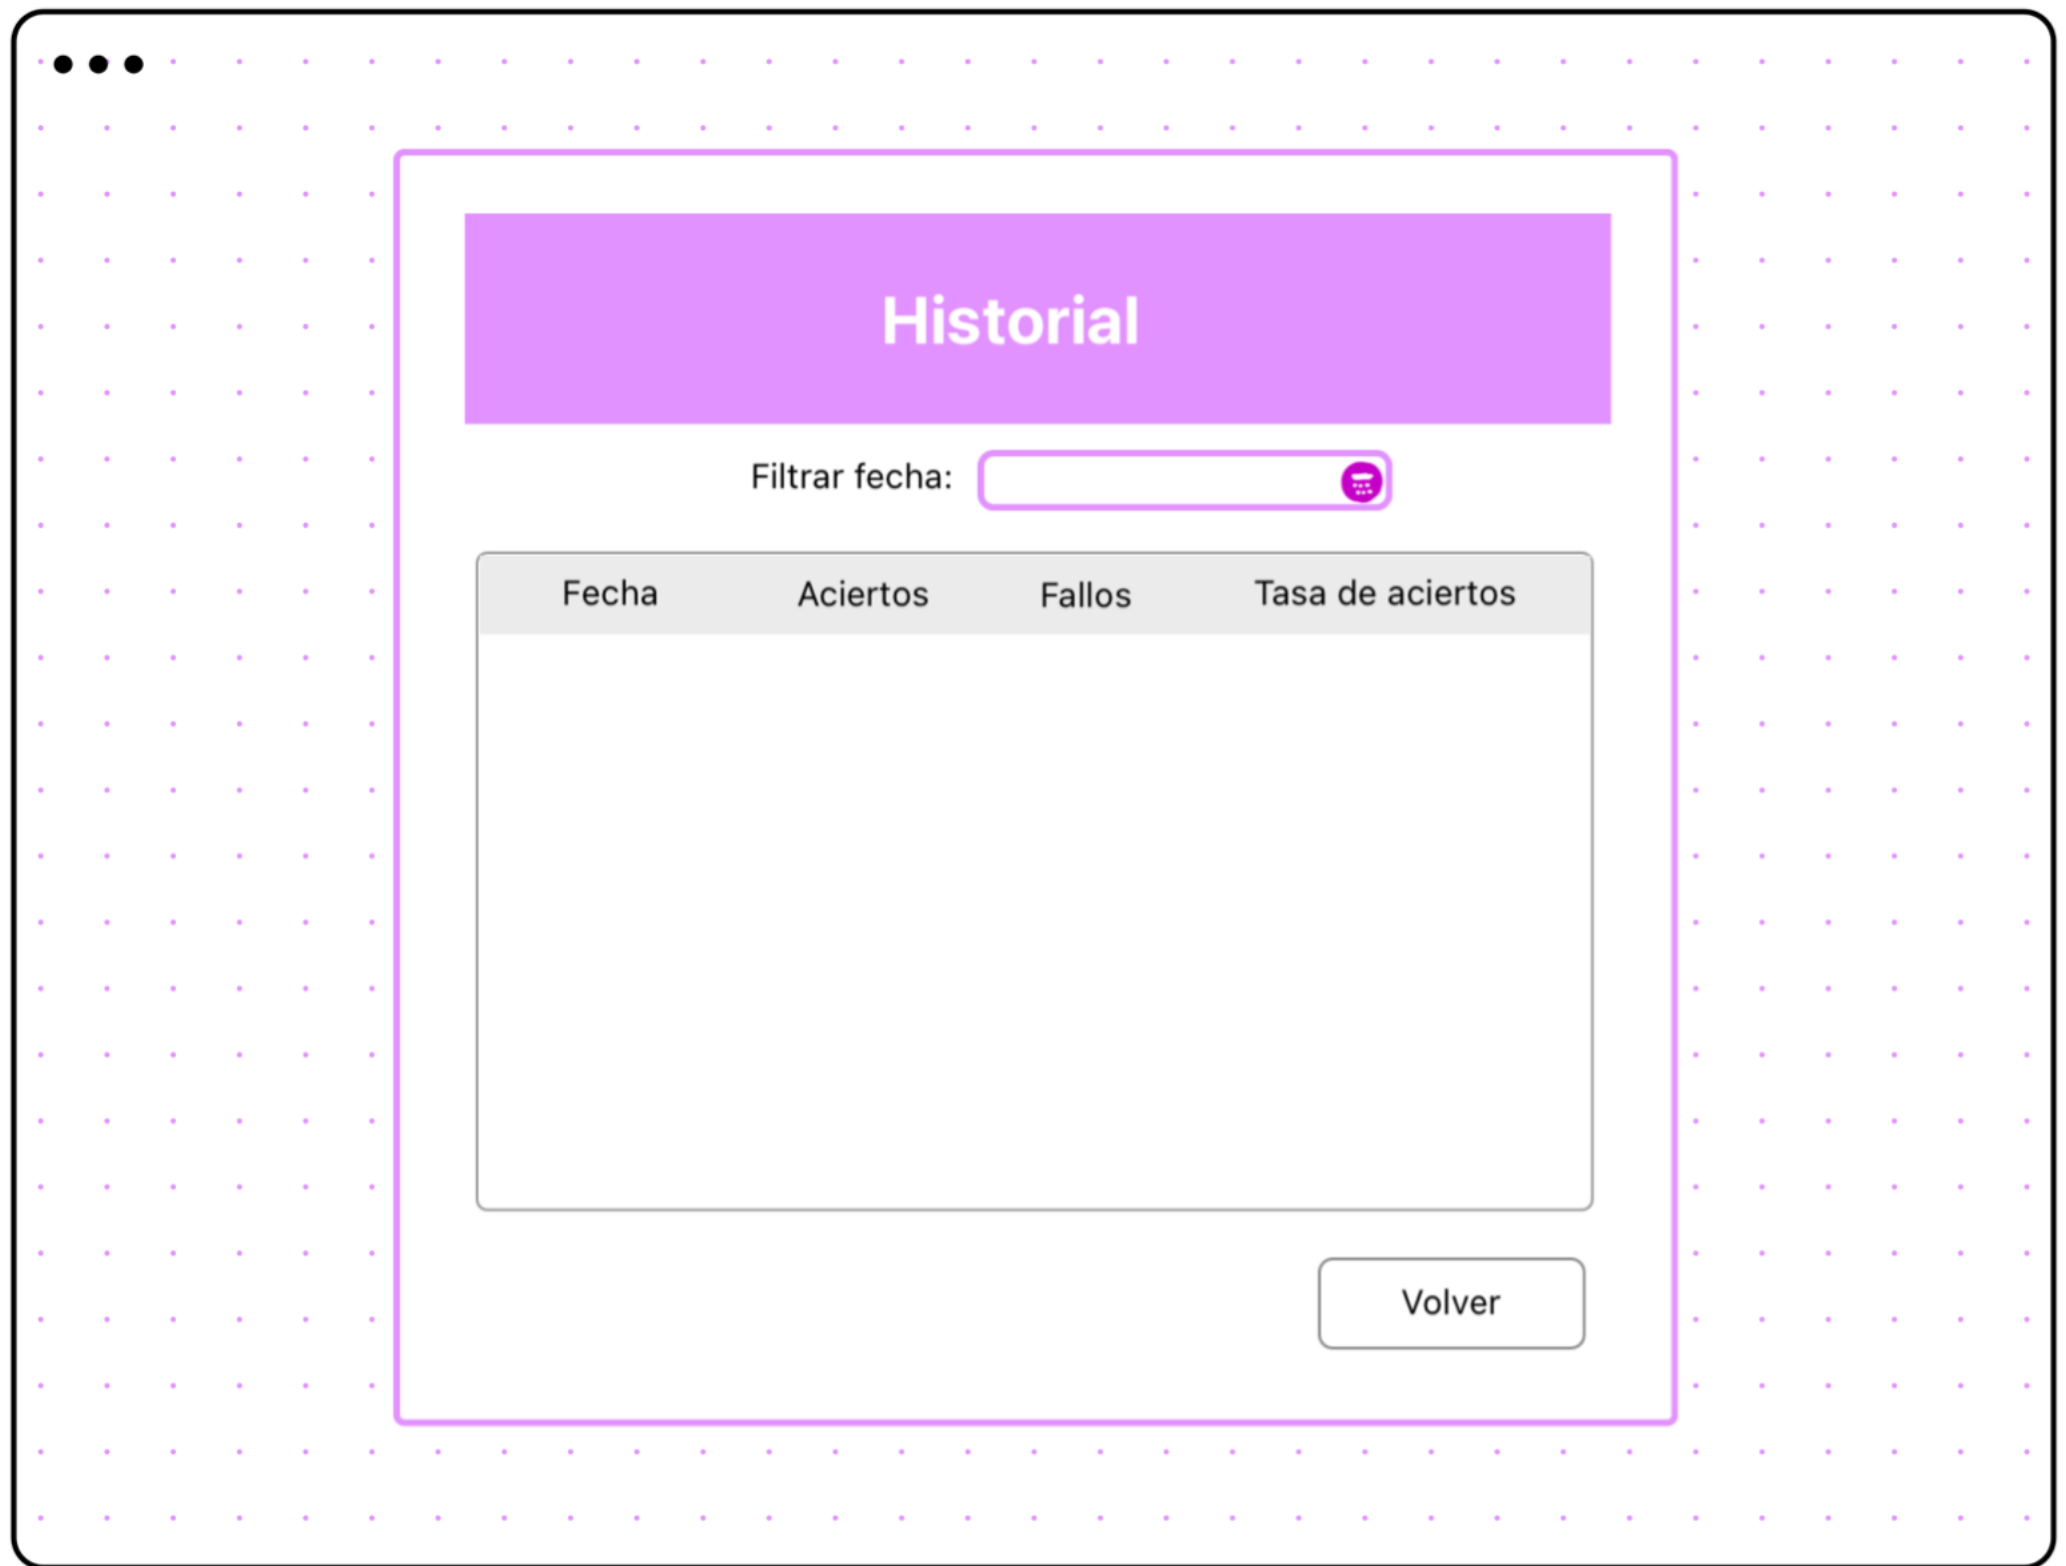 Historial
Filtrar fecha:
Fecha Aciertos Fallos Tasa de aciertos
Volver